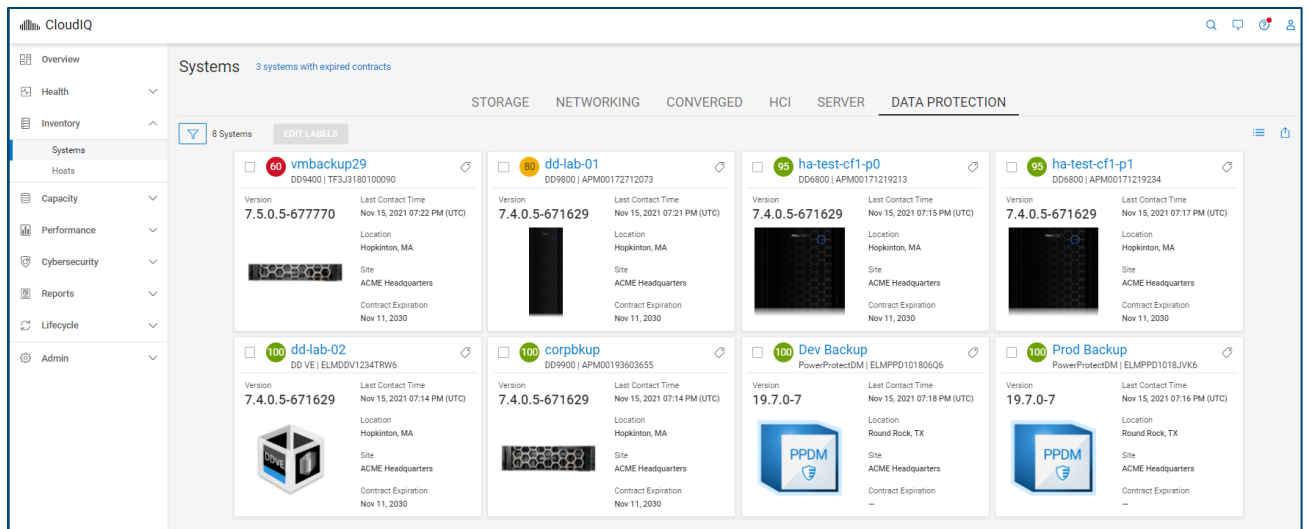 CloudIQ
Overview
Health
Inventory
Systems
Hosts
Capacity
Performance
Cybersecurity
Reports
Lifecycle
Admin
Systems 3 systems with expired contracts
STORAGE NETWORKING CONVERGED HCI SERVER DATA PROTECTION
8 Systems EDIT LABELS
60 vmbackup29
DD9400 | TF3J3180100090
Version
7.5.0.5-677770
Last Contact Time
Nov 15, 2021 07:22 PM (UTC)
Location
Hopkinton, MA
Site
ACME Headquarters
Contract Expiration
Nov 11, 2030
80 dd-lab-01
DD9800 | APM00172712073
Version
7.4.0.5-671629
Last Contact Time
Nov 15, 2021 07:21 PM (UTC)
Location
Hopkinton, MA
Site
ACME Headquarters
Contract Expiration
Nov 11, 2030
95 ha-test-cf1-p0
DD6800 | APM00171219213
Version
7.4.0.5-671629
Last Contact Time
Nov 15, 2021 07:15 PM (UTC)
Location
Hopkinton, MA
Site
ACME Headquarters
Contract Expiration
Nov 11, 2030
95 ha-test-cf1-p1
DD6800 | APM00171219234
Version
7.4.0.5-671629
Last Contact Time
Nov 15, 2021 07:17 PM (UTC)
Location
Hopkinton, MA
Site
ACME Headquarters
Contract Expiration
Nov 11, 2030
100 dd-lab-02
DD VE | ELMDDV1234TRW6
Version
7.4.0.5-671629
DDVE
Last Contact Time
Nov 15, 2021 07:14 PM (UTC)
Location
Hopkinton, MA
Site
ACME Headquarters
Contract Expiration
Nov 11, 2030
100 corpbkup
DD9900 | APM00193603655
Version
7.4.0.5-671629
Last Contact Time
Nov 15, 2021 07:14 PM (UTC)
Location
Hopkinton, MA
Site
ACME Headquarters
Contract Expiration
Nov 11, 2030
100 Dev Backup
PowerProtectDM | ELMPPD101806Q6
Version
19.7.0-7
PPDM
Last Contact Time
Nov 15, 2021 07:18 PM (UTC)
Location
Round Rock, TX
Site
ACME Headquarters
Contract Expiration
–
100 Prod Backup
PowerProtectDM | ELMPPD1018JVK6
Version
19.7.0-7
PPDM
Last Contact Time
Nov 15, 2021 07:16 PM (UTC)
Location
Round Rock, TX
Site
ACME Headquarters
Contract Expiration
–